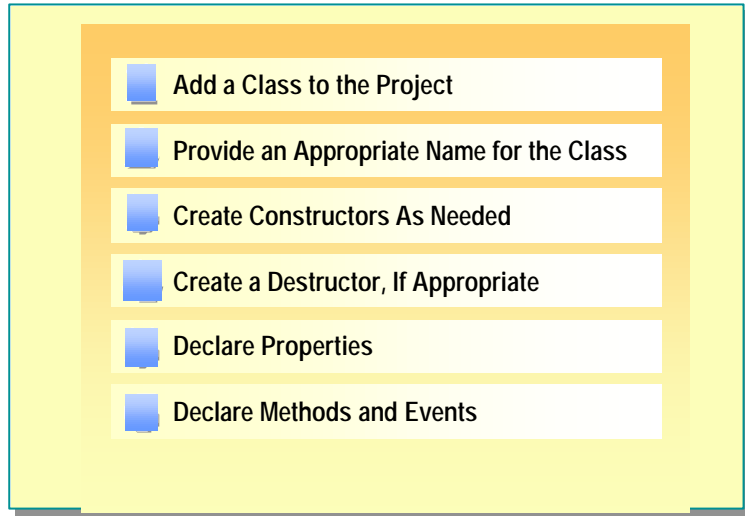 Add a Class to the Project
Provide an Appropriate Name for the Class
Create Constructors As Needed
Create a Destructor, If Appropriate
Declare Properties
Declare Methods and Events